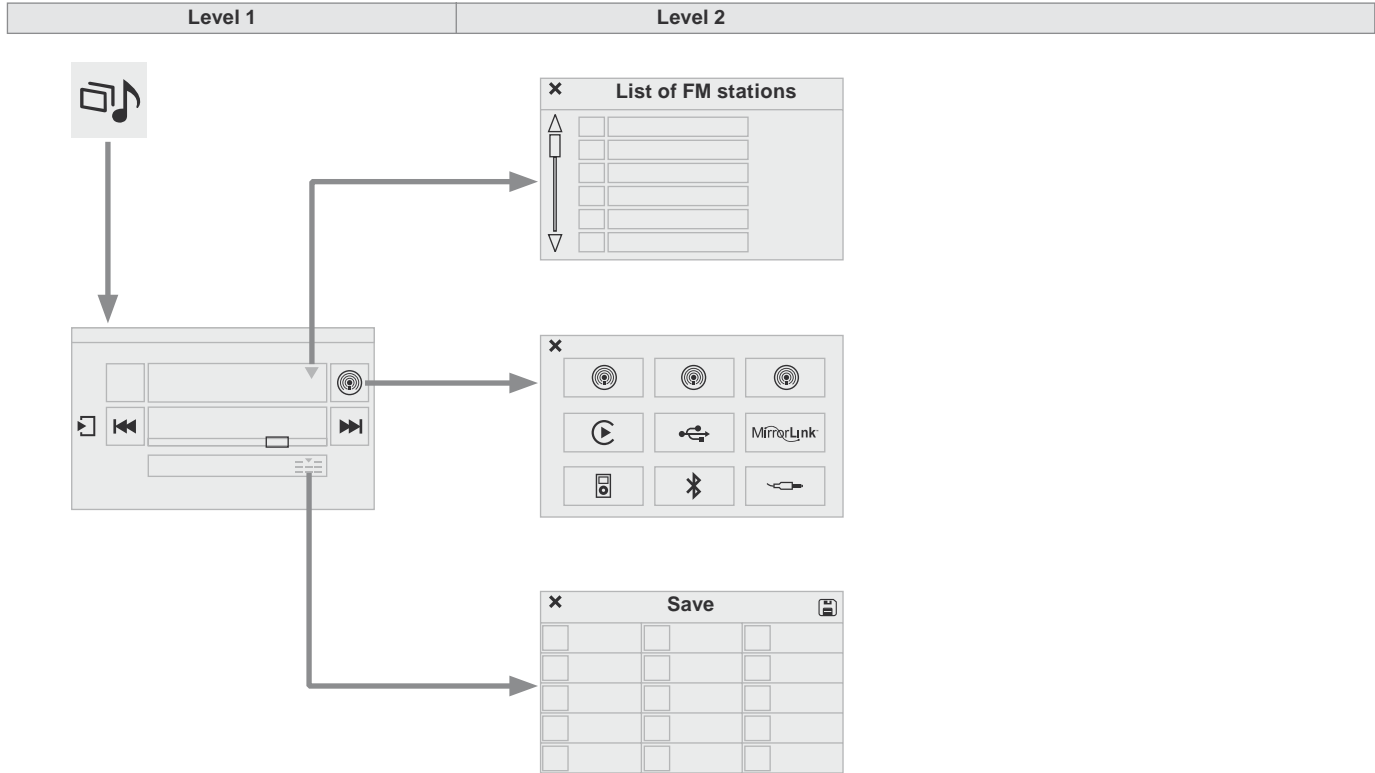 Level 1
Level 2
List of FM stations
MirrorLink
Save